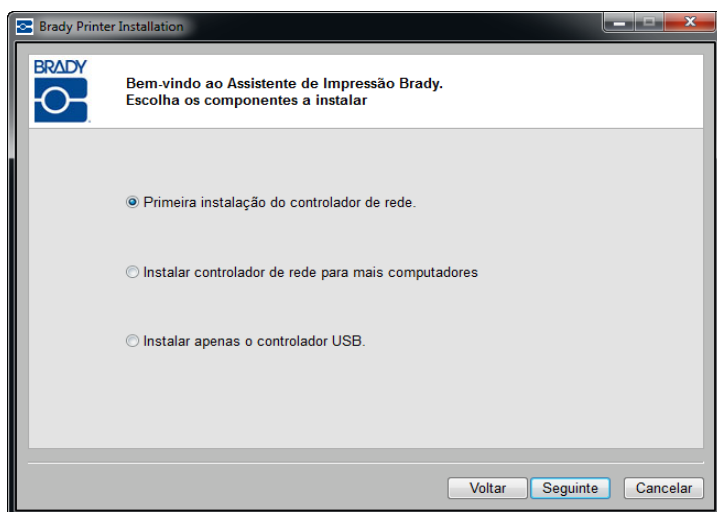 Brady Printer Installation
BRADY
Bem-vindo ao Assistente de Impressão Brady.
Escolha os componentes a instalar
Primeira instalação do controlador de rede.
Instalar controlador de rede para mais computadores
Instalar apenas o controlador USB.
Voltar Seguinte Cancelar